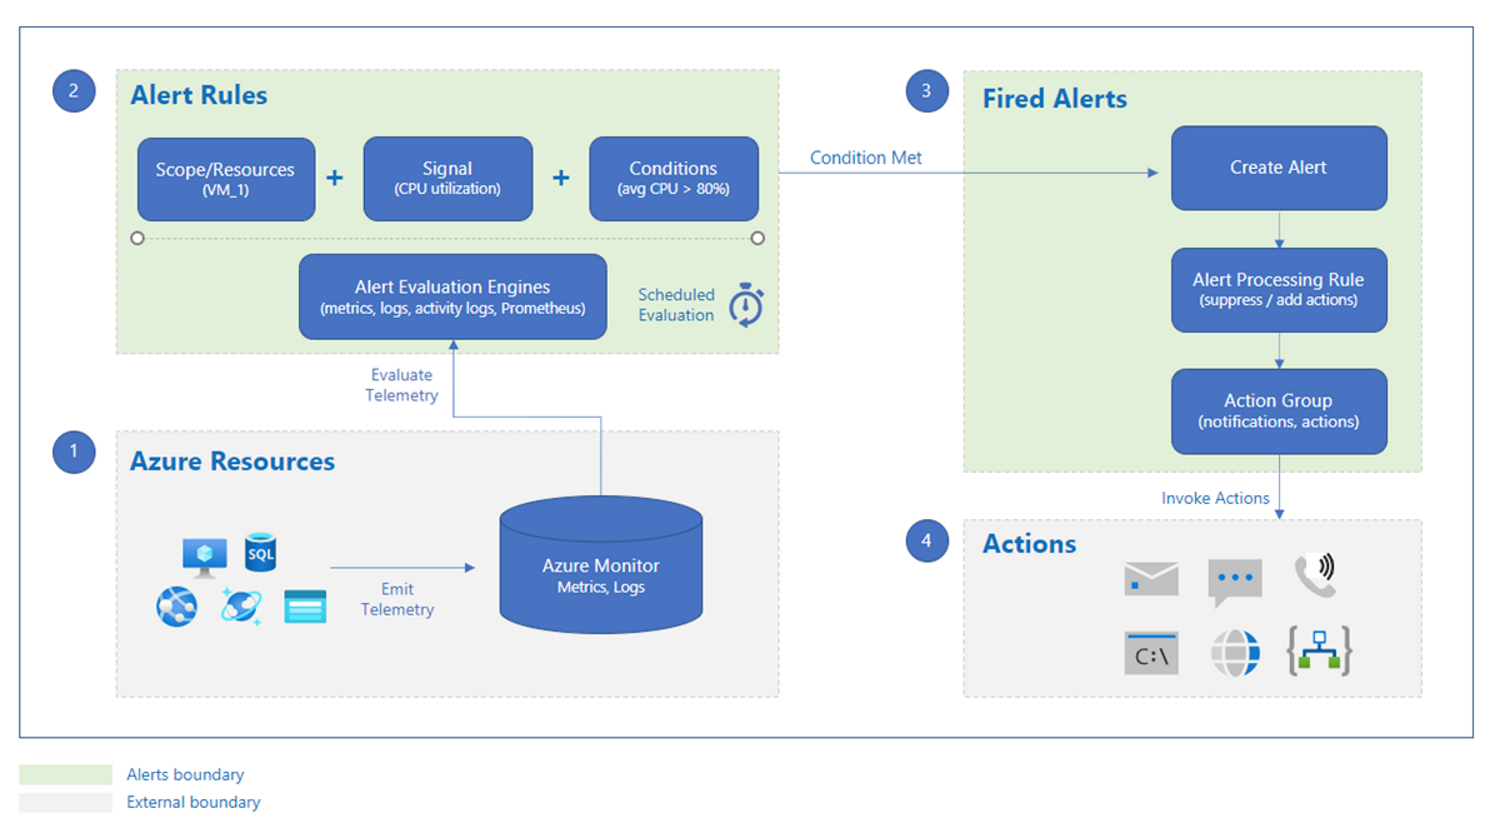 2
Alert Rules
Scope/Resources
(VM_1)
+
Signal
(CPU utilization)
+
Conditions
(avg CPU > 80%)
Alert Evaluation Engines
(metrics, logs, activity logs, Prometheus)
Scheduled
Evaluation
Condition Met
3
Fired Alerts
Create Alert
Alert Processing Rule
(suppress / add actions)
Action Group
(notifications, actions)
Evaluate
Telemetry
1
Azure Resources
SQL
Emit
Telemetry
Azure Monitor
Metrics, Logs
Invoke Actions
4
Actions
C:\
Alerts boundary
External boundary